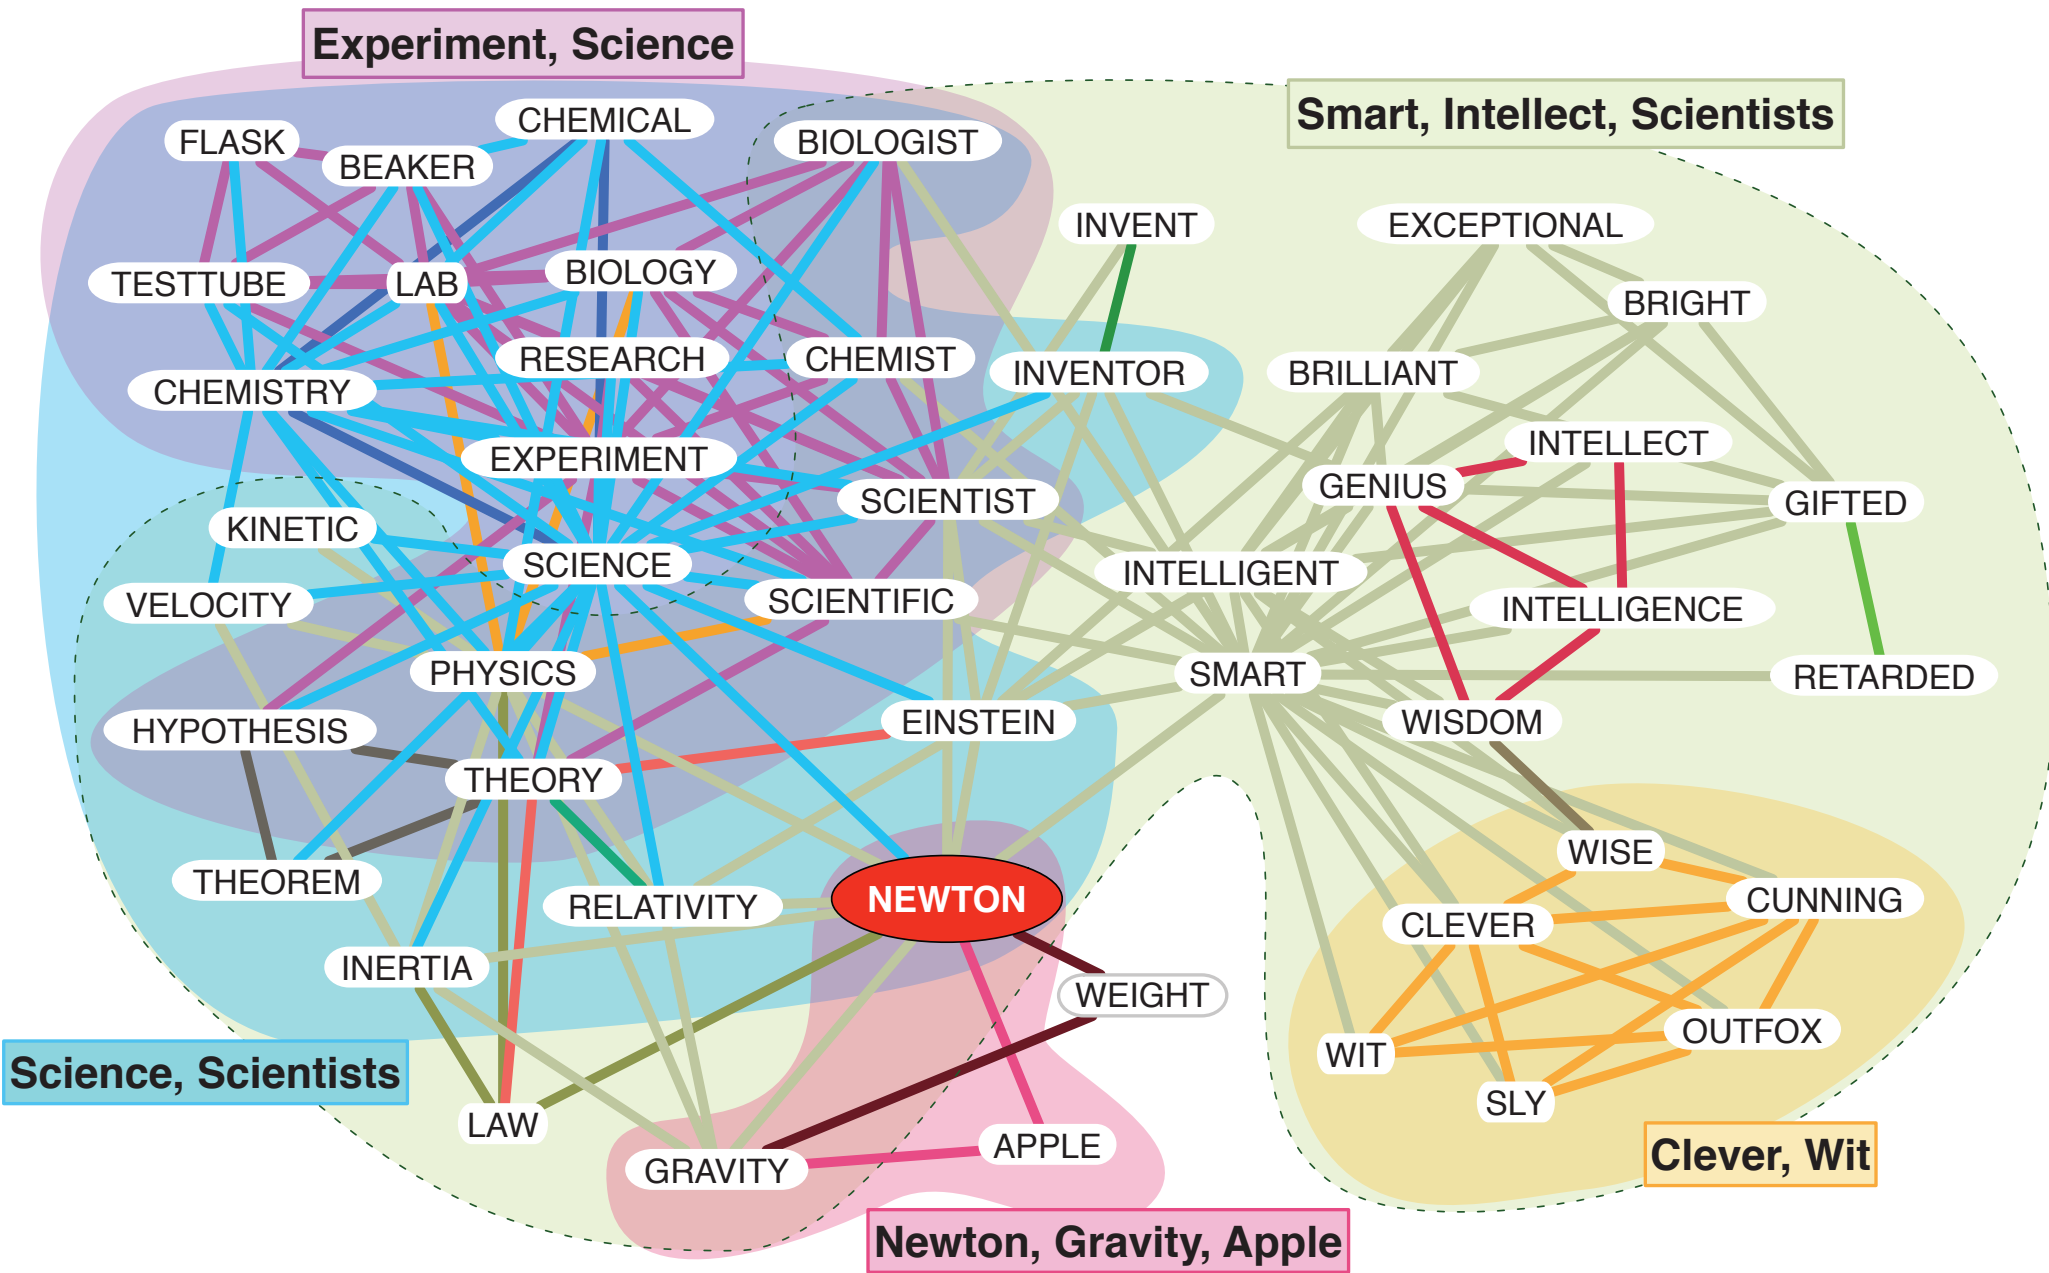 Experiment, Science
Smart, Intellect, Scientists
CHEMICAL
FLASK
BEAKER
BIOLOGIST
INVENT
EXCEPTIONAL
TESTTUBE
LAB
BIOLOGY
BRIGHT
RESEARCH
CHEMIST
INVENTOR
BRILLIANT
CHEMISTRY
EXPERIMENT
INTELLECT
GENIUS
SCIENTIST
GIFTED
KINETIC
SCIENCE
INTELLIGENT
VELOCITY
SCIENTIFIC
INTELLIGENCE
PHYSICS
SMART
RETARDED
HYPOTHESIS
EINSTEIN
WISDOM
THEORY
WISE
THEOREM
RELATIVITY
NEWTON
CUNNING
CLEVER
INERTIA
WEIGHT
OUTFOX
WIT
Science, Scientists
SLY
LAW
APPLE
GRAVITY
Clever, Wit
Newton, Gravity, Apple